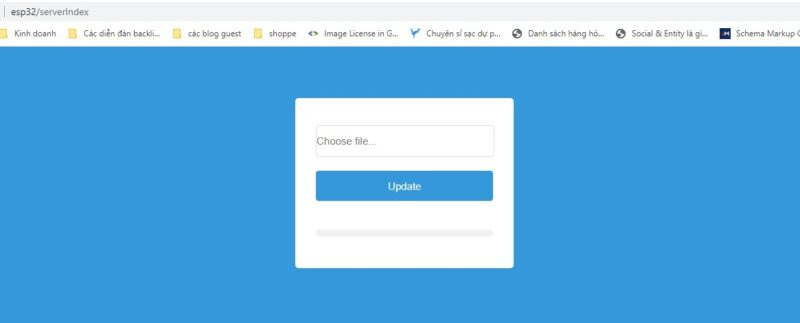 esp32/serverIndex
Kinh doanh Các diễn đàn backli... các blog guest shoppe Image License in G... Chuyên sỉ sạc dự p... Danh sách hàng hó... Social & Entity là gì... Schema Markup
Choose file...
Update